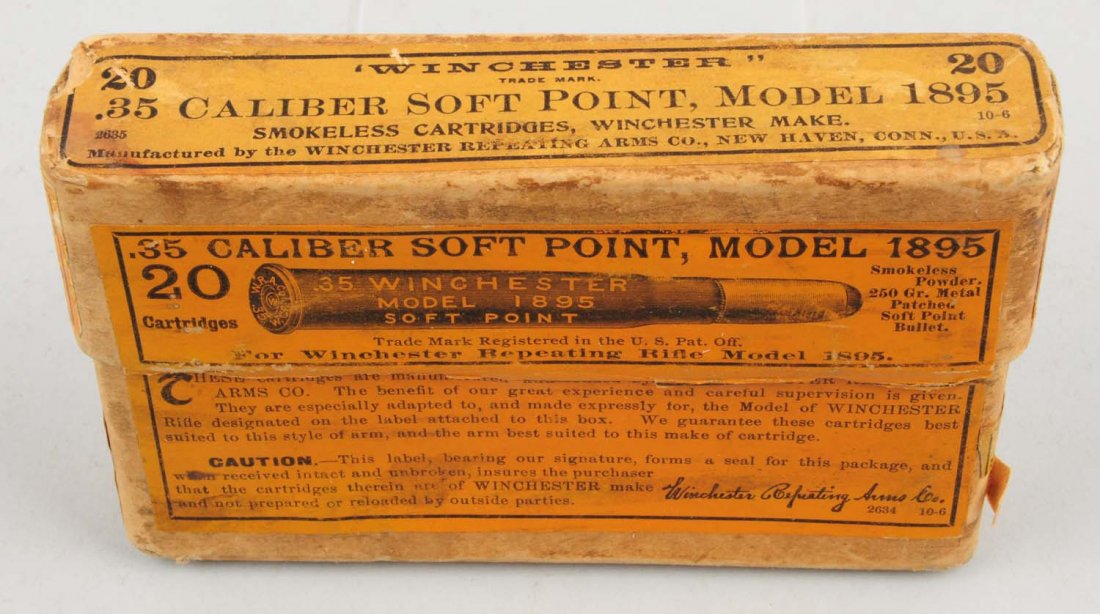 20 "WINCHESTER" 20
TRADE MARK.
.35 CALIBER SOFT POINT, MODEL 1895
2635 SMOKELESS CARTRIDGES, WINCHESTER MAKE. 10-6
Manufactured by the WINCHESTER REPEATING ARMS CO., NEW HAVEN, CONN., U.S.A.
.35 CALIBER SOFT POINT, MODEL 1895
20 Cartridges
.35 WINCHESTER
MODEL 1895
SOFT POINT
Smokeless
Powder.
250 Gr. Metal
Patched
Soft Point
Bullet.
Trade Mark Registered in the U. S. Pat. Off.
For Winchester Repeating Rifle Model 1895.
THESE cartridges are
ARMS CO. The benefit of our great experience and careful supervision is given.
They are especially adapted to, and made expressly for, the Model of WINCHESTER
Rifle designated on the label attached to this box. We guarantee these cartridges best
suited to this style of arm, and the arm best suited to this make of cartridge.
CAUTION.—This label, bearing our signature, forms a seal for this package, and
when received intact and unbroken, insures the purchaser
that the cartridges therein are of WINCHESTER make
and not prepared or reloaded by outside parties.
Winchester Repeating Arms Co.
2634 10-6